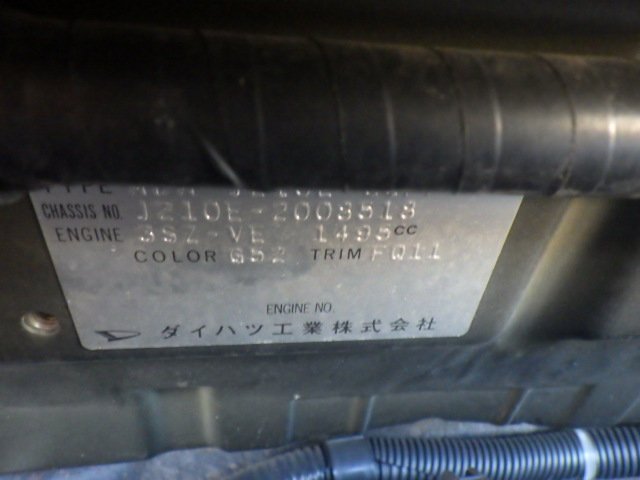 TYPE
CHASSIS NO. J210E-2003513
ENGINE 3SZ-VE 1495CC
COLOR G52 TRIM FQ11
ENGINE NO.
ダイハツ工業株式会社